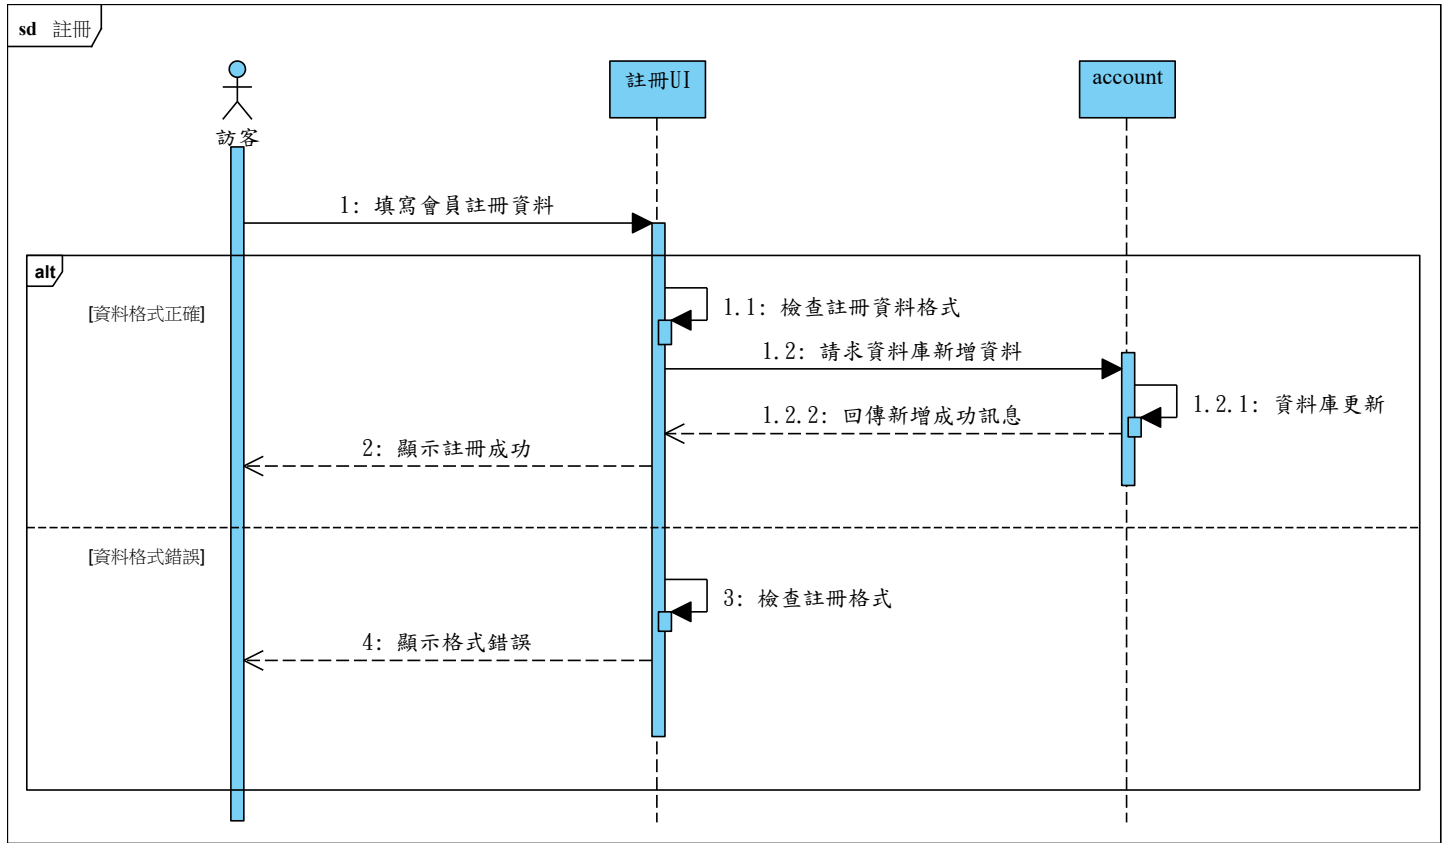 sd 註冊
訪客
註冊UI
account
1: 填寫會員註冊資料
alt
[資料格式正確]
1.1: 檢查註冊資料格式
1.2: 請求資料庫新增資料
1.2.1: 資料庫更新
1.2.2: 回傳新增成功訊息
2: 顯示註冊成功
[資料格式錯誤]
3: 檢查註冊格式
4: 顯示格式錯誤